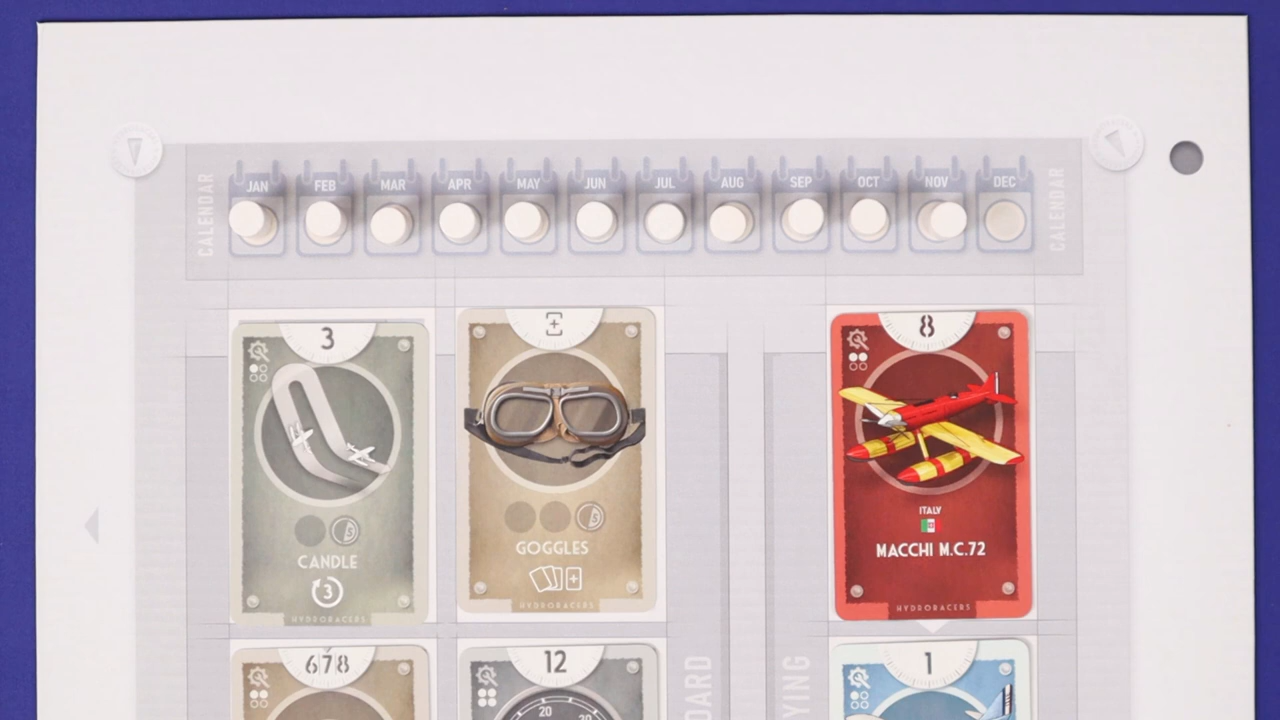 CALENDAR
JAN
FEB
MAR
APR
MAY
JUN
JUL
AUG
SEP
OCT
NOV
DEC
CALENDAR
3
CANDLE
3
HYDRORACERS
GOGGLES
HYDRORACERS
8
ITALY
MACCHI M.C.72
HYDRORACERS
678
12
20
OARD
YING
1